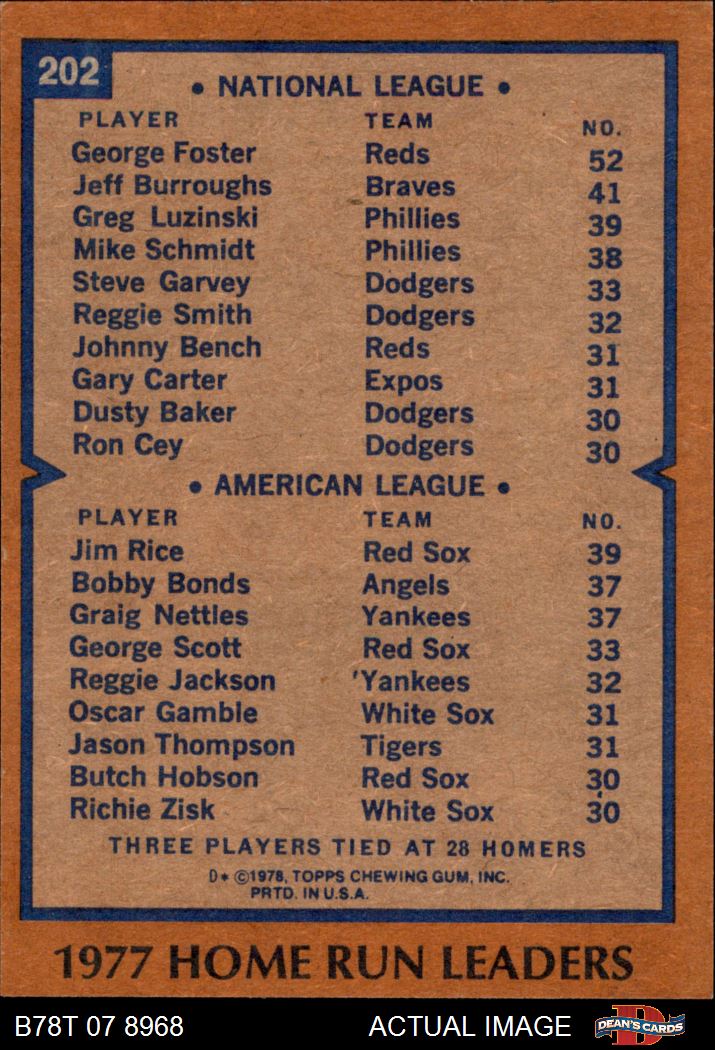 202
• NATIONAL LEAGUE •
PLAYER TEAM NO.
George Foster Reds 52
Jeff Burroughs Braves 41
Greg Luzinski Phillies 39
Mike Schmidt Phillies 38
Steve Garvey Dodgers 33
Reggie Smith Dodgers 32
Johnny Bench Reds 31
Gary Carter Expos 31
Dusty Baker Dodgers 30
Ron Cey Dodgers 30
• AMERICAN LEAGUE •
PLAYER TEAM NO.
Jim Rice Red Sox 39
Bobby Bonds Angels 37
Graig Nettles Yankees 37
George Scott Red Sox 33
Reggie Jackson Yankees 32
Oscar Gamble White Sox 31
Jason Thompson Tigers 31
Butch Hobson Red Sox 30
Richie Zisk White Sox 30
THREE PLAYERS TIED AT 28 HOMERS
D* ©1978, TOPPS CHEWING GUM, INC.
PRTD. IN U.S.A.
1977 HOME RUN LEADERS
B78T 07 8968 ACTUAL IMAGE DEAN'S CARDS